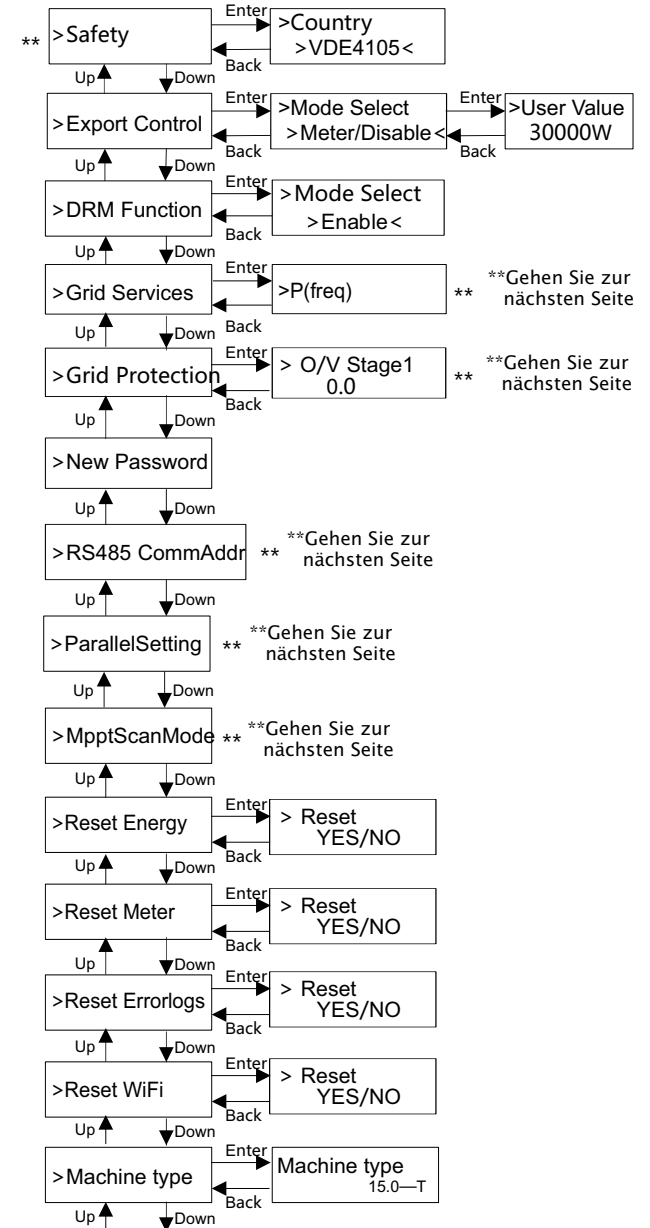 Enter
** >Safety
>Country
>VDE4105<
Back
Up Down
Enter Enter
>Export Control
>Mode Select
>Meter/Disable<
>User Value
30000W
Back Back
Up Down
Enter
>DRM Function
>Mode Select
>Enable<
Back
Up Down
Enter
>Grid Services
>P(freq)
** **Gehen Sie zur
nächsten Seite
Back
Up Down
Enter
>Grid Protection
> O/V Stage1
0.0
** **Gehen Sie zur
nächsten Seite
Back
Up Down
>New Password
Up Down
>RS485 CommAddr ** **Gehen Sie zur
nächsten Seite
Up Down
>ParallelSetting ** **Gehen Sie zur
nächsten Seite
Up Down
>MpptScanMode ** **Gehen Sie zur
nächsten Seite
Up Down
Enter
>Reset Energy
> Reset
YES/NO
Back
Up Down
Enter
>Reset Meter
> Reset
YES/NO
Back
Up Down
Enter
>Reset Errorlogs
> Reset
YES/NO
Back
Up Down
Enter
>Reset WiFi
> Reset
YES/NO
Back
Up Down
Enter
>Machine type
Machine type
15.0—T
Back
Up Down